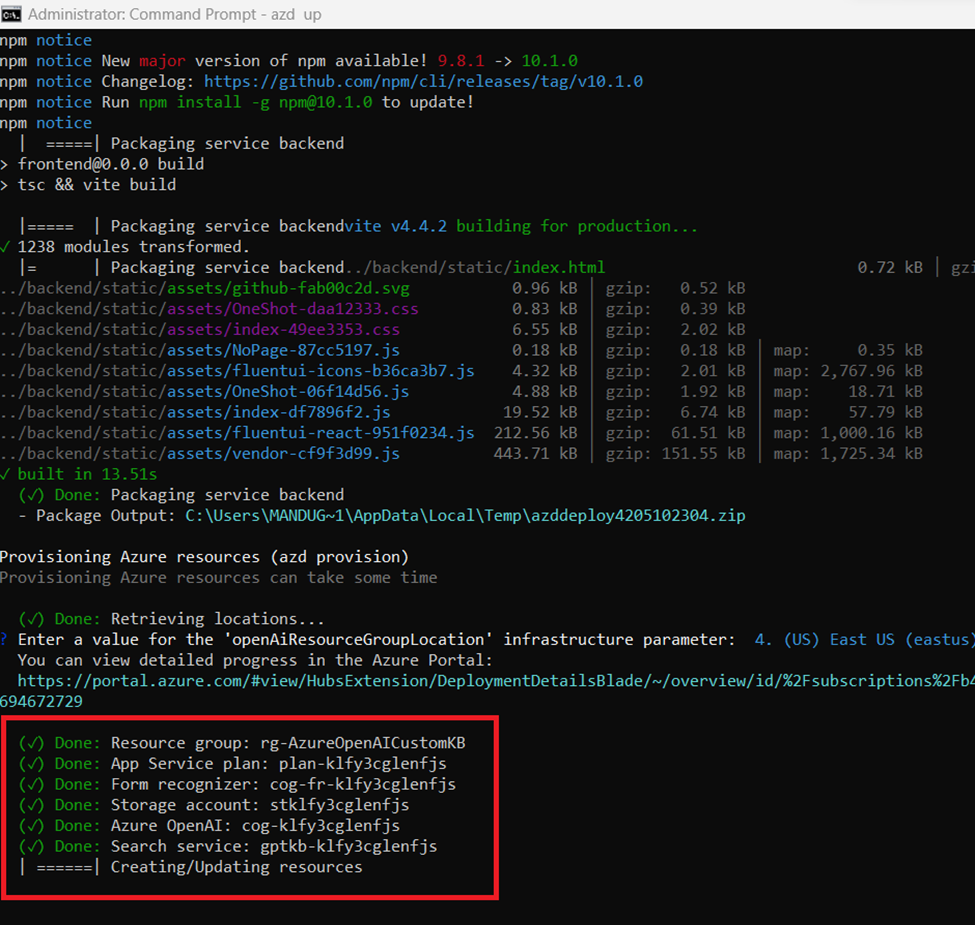 Administrator: Command Prompt - azd up
npm notice
npm notice New major version of npm available! 9.8.1 -> 10.1.0
npm notice Changelog: https://github.com/npm/cli/releases/tag/v10.1.0
npm notice Run npm install -g npm@10.1.0 to update!
npm notice
| =====| Packaging service backend
> frontend@0.0.0 build
> tsc && vite build
|===== | Packaging service backendvite v4.4.2 building for production...
✓ 1238 modules transformed.
|= | Packaging service backend../backend/static/index.html 0.72 kB │ gzi
../backend/static/assets/github-fab00c2d.svg 0.96 kB │ gzip: 0.52 kB
../backend/static/assets/OneShot-daa12333.css 0.83 kB │ gzip: 0.39 kB
../backend/static/assets/index-49ee3353.css 6.55 kB │ gzip: 2.02 kB
../backend/static/assets/NoPage-87cc5197.js 0.18 kB │ gzip: 0.18 kB │ map: 0.35 kB
../backend/static/assets/fluentui-icons-b36ca3b7.js 4.32 kB │ gzip: 2.01 kB │ map: 2,767.96 kB
../backend/static/assets/OneShot-06f14d56.js 4.88 kB │ gzip: 1.92 kB │ map: 18.71 kB
../backend/static/assets/index-df7896f2.js 19.52 kB │ gzip: 6.74 kB │ map: 57.79 kB
../backend/static/assets/fluentui-react-951f0234.js 212.56 kB │ gzip: 61.51 kB │ map: 1,000.16 kB
../backend/static/assets/vendor-cf9f3d99.js 443.71 kB │ gzip: 151.55 kB │ map: 1,725.34 kB
✓ built in 13.51s
(✓) Done: Packaging service backend
- Package Output: C:\Users\MANDUG~1\AppData\Local\Temp\azddeploy4205102304.zip
Provisioning Azure resources (azd provision)
Provisioning Azure resources can take some time
(✓) Done: Retrieving locations...
? Enter a value for the 'openAiResourceGroupLocation' infrastructure parameter: 4. (US) East US (eastus)
You can view detailed progress in the Azure Portal:
https://portal.azure.com/#view/HubsExtension/DeploymentDetailsBlade/~/overview/id/%2Fsubscriptions%2Fb4
694672729
(✓) Done: Resource group: rg-AzureOpenAICustomKB
(✓) Done: App Service plan: plan-klfy3cglenfjs
(✓) Done: Form recognizer: cog-fr-klfy3cglenfjs
(✓) Done: Storage account: stklfy3cglenfjs
(✓) Done: Azure OpenAI: cog-klfy3cglenfjs
(✓) Done: Search service: gptkb-klfy3cglenfjs
| ======| Creating/Updating resources